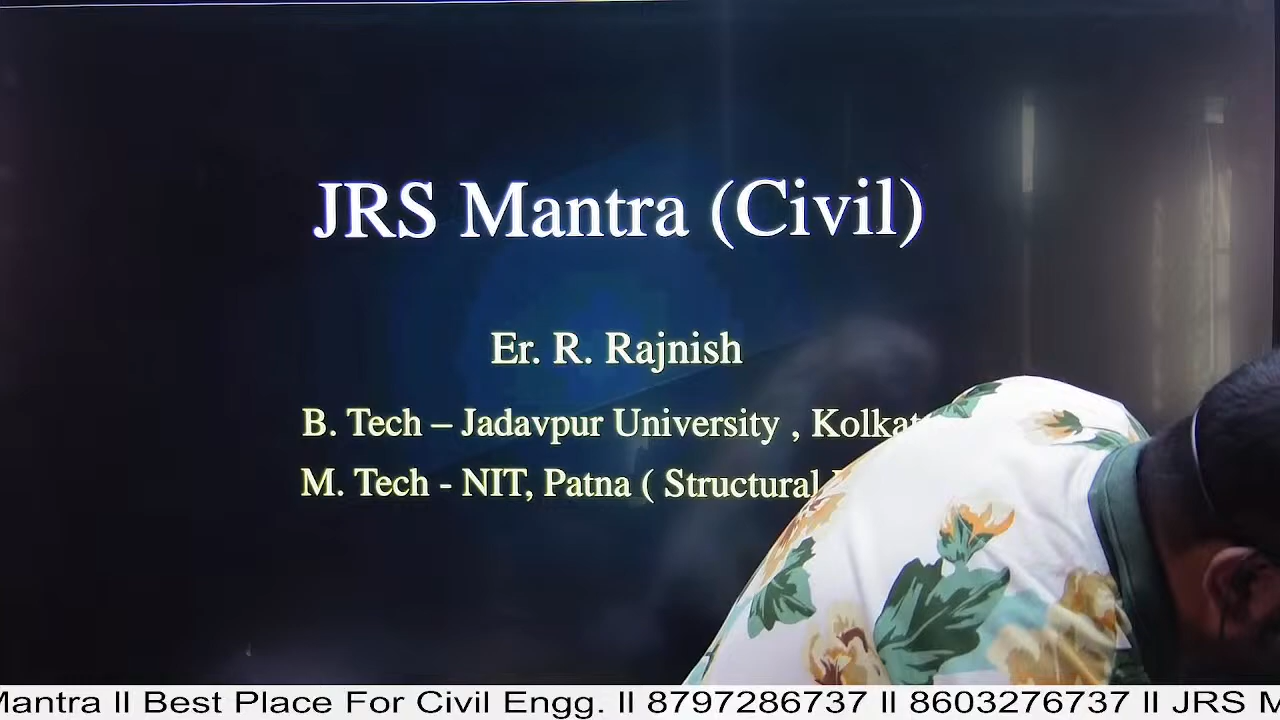 JRS Mantra (Civil)
Er. R. Rajnish
B. Tech – Jadavpur University , 
M. Tech - NIT, Patna ( Structural
Mantra II Best Place For Civil Engg. II 8797286737 II 8603276737 II JRS